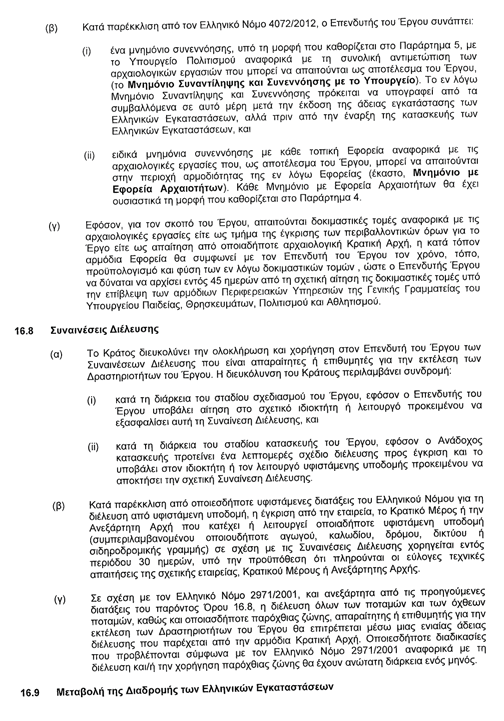 (β) Κατά παρέκκλιση από τον Ελληνικό Νόμο 4072/2012, ο Επενδυτής του Έργου συνάπτει:
(i) ένα μνημόνιο συνεννόησης, υπό τη μορφή που καθορίζεται στο Παράρτημα 5, με
το Υπουργείο Πολιτισμού αναφορικά με τη συνολική αντιμετώπιση των
αρχαιολογικών εργασιών που μπορεί να απαιτούνται ως αποτέλεσμα του Έργου,
(το Μνημόνιο Συναντίληψης και Συνεννόησης με το Υπουργείο). Το εν λόγω
Μνημόνιο Συναντίληψης και Συνεννόησης πρόκειται να υπογραφεί από τα
συμβαλλόμενα σε αυτό μέρη μετά την έκδοση της άδειας εγκατάστασης των
Ελληνικών Εγκαταστάσεων, αλλά πριν από την έναρξη της κατασκευής των
Ελληνικών Εγκαταστάσεων, και
(ii) ειδικά μνημόνια συνεννόησης με κάθε τοπική Εφορεία αναφορικά με τις
αρχαιολογικές εργασίες που, ως αποτέλεσμα του Έργου, μπορεί να απαιτούνται
στην περιοχή αρμοδιότητας της εν λόγω Εφορείας (έκαστο, Μνημόνιο με
Εφορεία Αρχαιοτήτων). Κάθε Μνημόνιο με Εφορεία Αρχαιοτήτων θα έχει
ουσιαστικά τη μορφή που καθορίζεται στο Παράρτημα 4.
(γ) Εφόσον, για τον σκοπό του Έργου, απαιτούνται δοκιμαστικές τομές αναφορικά με τις
αρχαιολογικές εργασίες είτε ως τμήμα της έγκρισης των περιβαλλοντικών όρων για το
Έργο είτε ως απαίτηση από οποιαδήποτε αρχαιολογική Κρατική Αρχή, η κατά τόπον
αρμόδια Εφορεία θα συμφωνεί με τον Επενδυτή του Έργου τον χρόνο, τόπο,
προϋπολογισμό και φύση των εν λόγω δοκιμαστικών τομών , ώστε ο Επενδυτής Έργου
να δύναται να αρχίσει εντός 45 ημερών από τη σχετική αίτηση τις δοκιμαστικές τομές υπό
την επίβλεψη των αρμόδιων Περιφερειακών Υπηρεσιών της Γενικής Γραμματείας του
Υπουργείου Παιδείας, Θρησκευμάτων, Πολιτισμού και Αθλητισμού.
16.8 Συναινέσεις Διέλευσης
(α) Το Κράτος διευκολύνει την ολοκλήρωση και χορήγηση στον Επενδυτή του Έργου των
Συναινέσεων Διέλευσης που είναι απαραίτητες ή επιθυμητές για την εκτέλεση των
Δραστηριοτήτων του Έργου. Η διευκόλυνση του Κράτους περιλαμβάνει συνδρομή:
(i) κατά τη διάρκεια του σταδίου σχεδιασμού του Έργου, εφόσον ο Επενδυτής του
Έργου υποβάλει αίτηση στο σχετικό ιδιοκτήτη ή λειτουργό προκειμένου να
εξασφαλίσει αυτή τη Συναίνεση Διέλευσης, και
(ii) κατά τη διάρκεια του σταδίου κατασκευής του Έργου, εφόσον ο Ανάδοχος
κατασκευής προτείνει ένα λεπτομερές σχέδιο διέλευσης προς έγκριση και το
υποβάλει στον ιδιοκτήτη ή τον λειτουργό υφιστάμενης υποδομής προκειμένου να
αποκτήσει την σχετική Συναίνεση Διέλευσης.
(β) Κατά παρέκκλιση από οποιεσδήποτε υφιστάμενες διατάξεις του Ελληνικού Νόμου για τη
διέλευση από υφιστάμενη υποδομή, η έγκριση από την εταιρεία, το Κρατικό Μέρος ή την
Ανεξάρτητη Αρχή που κατέχει ή λειτουργεί οποιαδήποτε υφιστάμενη υποδομή
(συμπεριλαμβανομένου οποιουδήποτε αγωγού, καλωδίου, δρόμου, δικτύου ή
σιδηροδρομικής γραμμής) σε σχέση με τις Συναινέσεις Διέλευσης χορηγείται εντός
περιόδου 30 ημερών, υπό την προϋπόθεση ότι πληρούνται οι εύλογες τεχνικές
απαιτήσεις της σχετικής εταιρείας, Κρατικού Μέρους ή Ανεξάρτητης Αρχής.
(γ) Σε σχέση με τον Ελληνικό Νόμο 2971/2001, και ανεξάρτητα από τις προηγούμενες
διατάξεις του παρόντος Όρου 16.8, η διέλευση όλων των ποταμών και των όχθεων
ποταμών, καθώς και οποιασδήποτε παρόχθιας ζώνης, απαραίτητης ή επιθυμητής για την
εκτέλεση των Δραστηριοτήτων του Έργου θα επιτρέπεται μέσω μιας ενιαίας άδειας
διέλευσης που παρέχεται από την αρμόδια Κρατική Αρχή. Οποιεσδήποτε διαδικασίες
που προβλέπονται σύμφωνα με τον Ελληνικό Νόμο 2971/2001 αναφορικά με τη
διέλευση και/ή την χορήγηση παρόχθιας ζώνης θα έχουν ανώτατη διάρκεια ενός μηνός.
16.9 Μεταβολή της Διαδρομής των Ελληνικών Εγκαταστάσεων